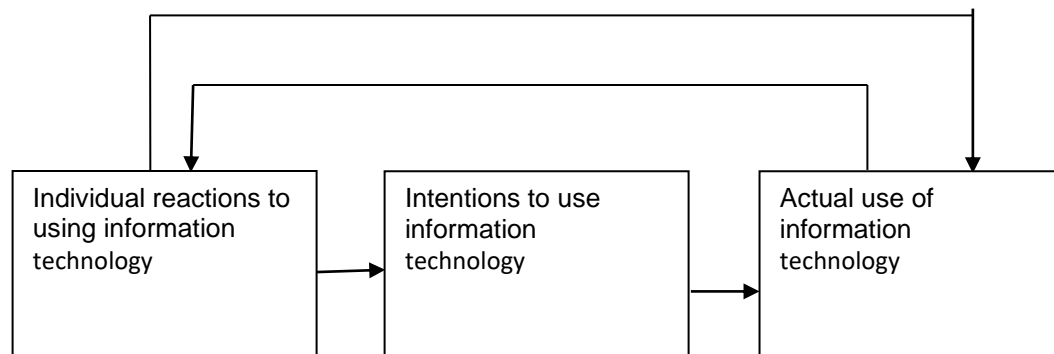 Individual reactions to
using information
technology
Intentions to use
information
technology
Actual use of
information
technology